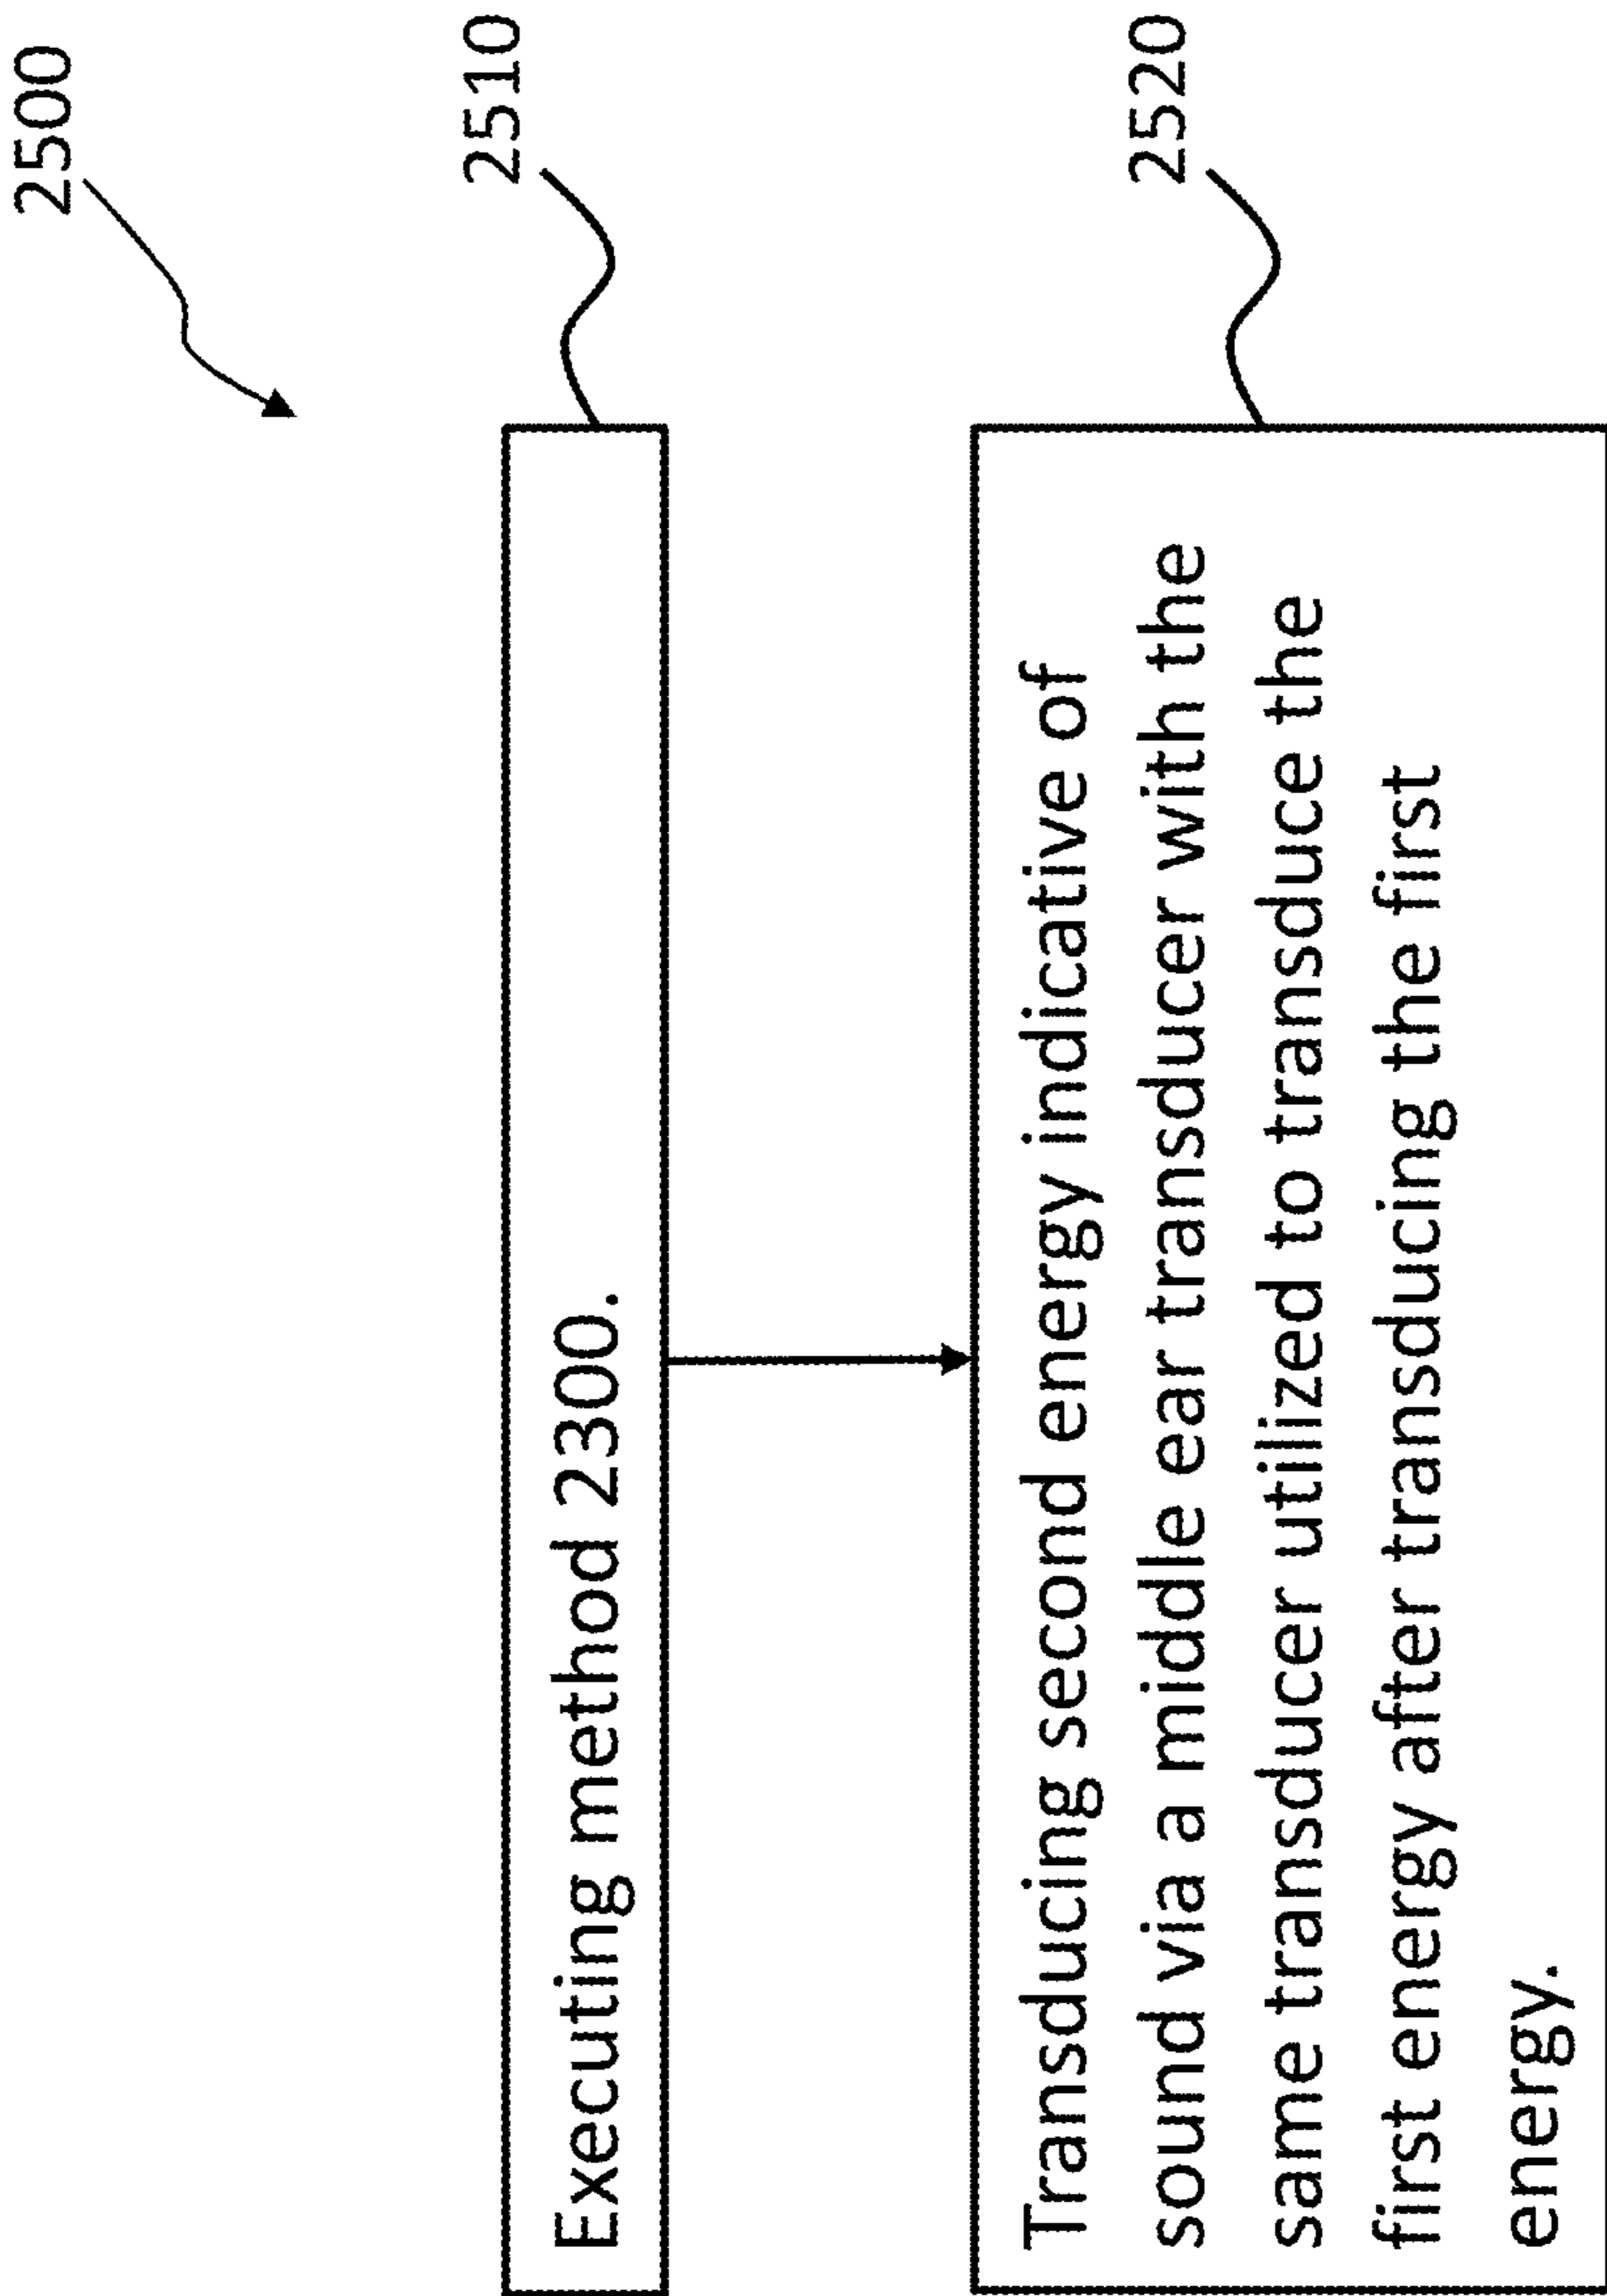 2500
2510
Executing method 2300.
2520
Transducing second energy indicative of
sound via a middle ear transducer with the
same transducer utilized to transduce the
first energy after transducing the first
energy.